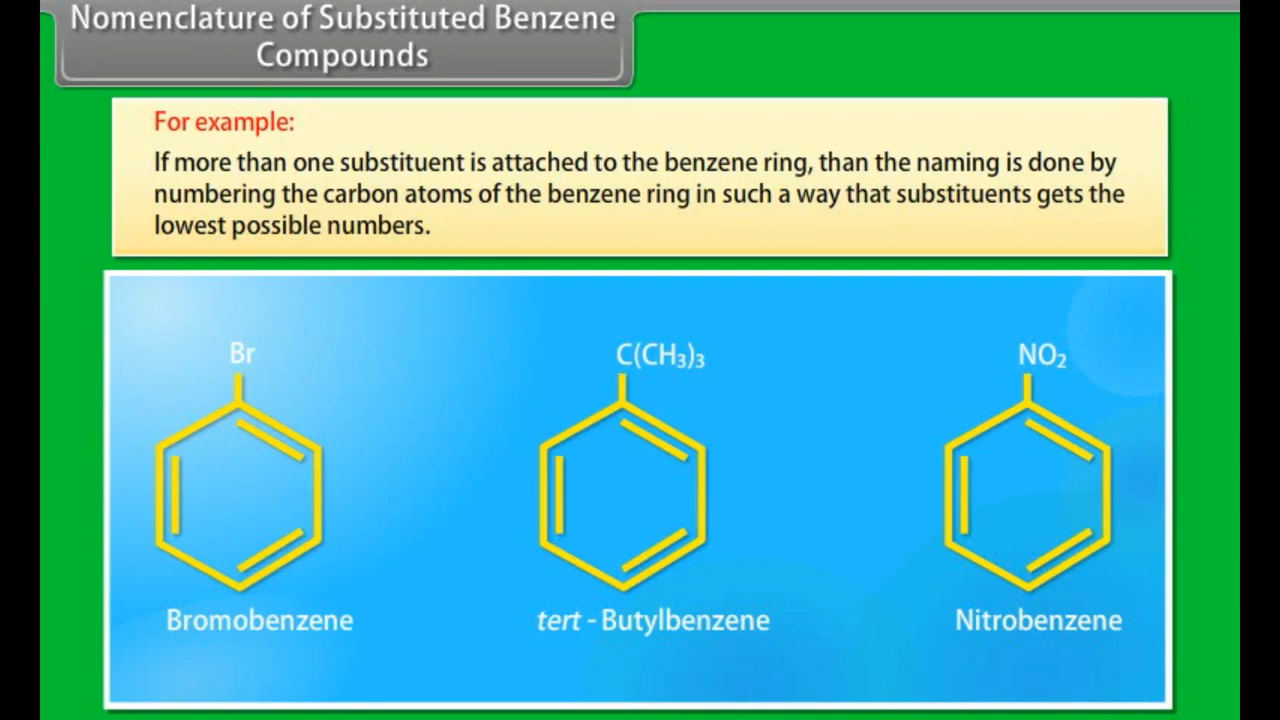 Nomenclature of Substituted Benzene
Compounds
For example:
If more than one substituent is attached to the benzene ring, than the naming is done by
numbering the carbon atoms of the benzene ring in such a way that substituents gets the
lowest possible numbers.
Br
C(CH₃)₃
NO₂
Bromobenzene
tert - Butylbenzene
Nitrobenzene